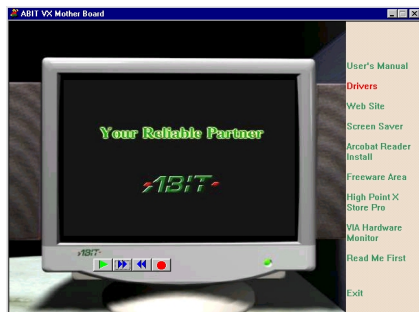 ABIT VX Mother Board
Your Reliable Partner
ABIT
ABIT
User's Manual
Drivers
Web Site
Screen Saver
Arcobat Reader
Install
Freeware Area
High Point X
Store Pro
VIA Hardware
Monitor
Read Me First
Exit